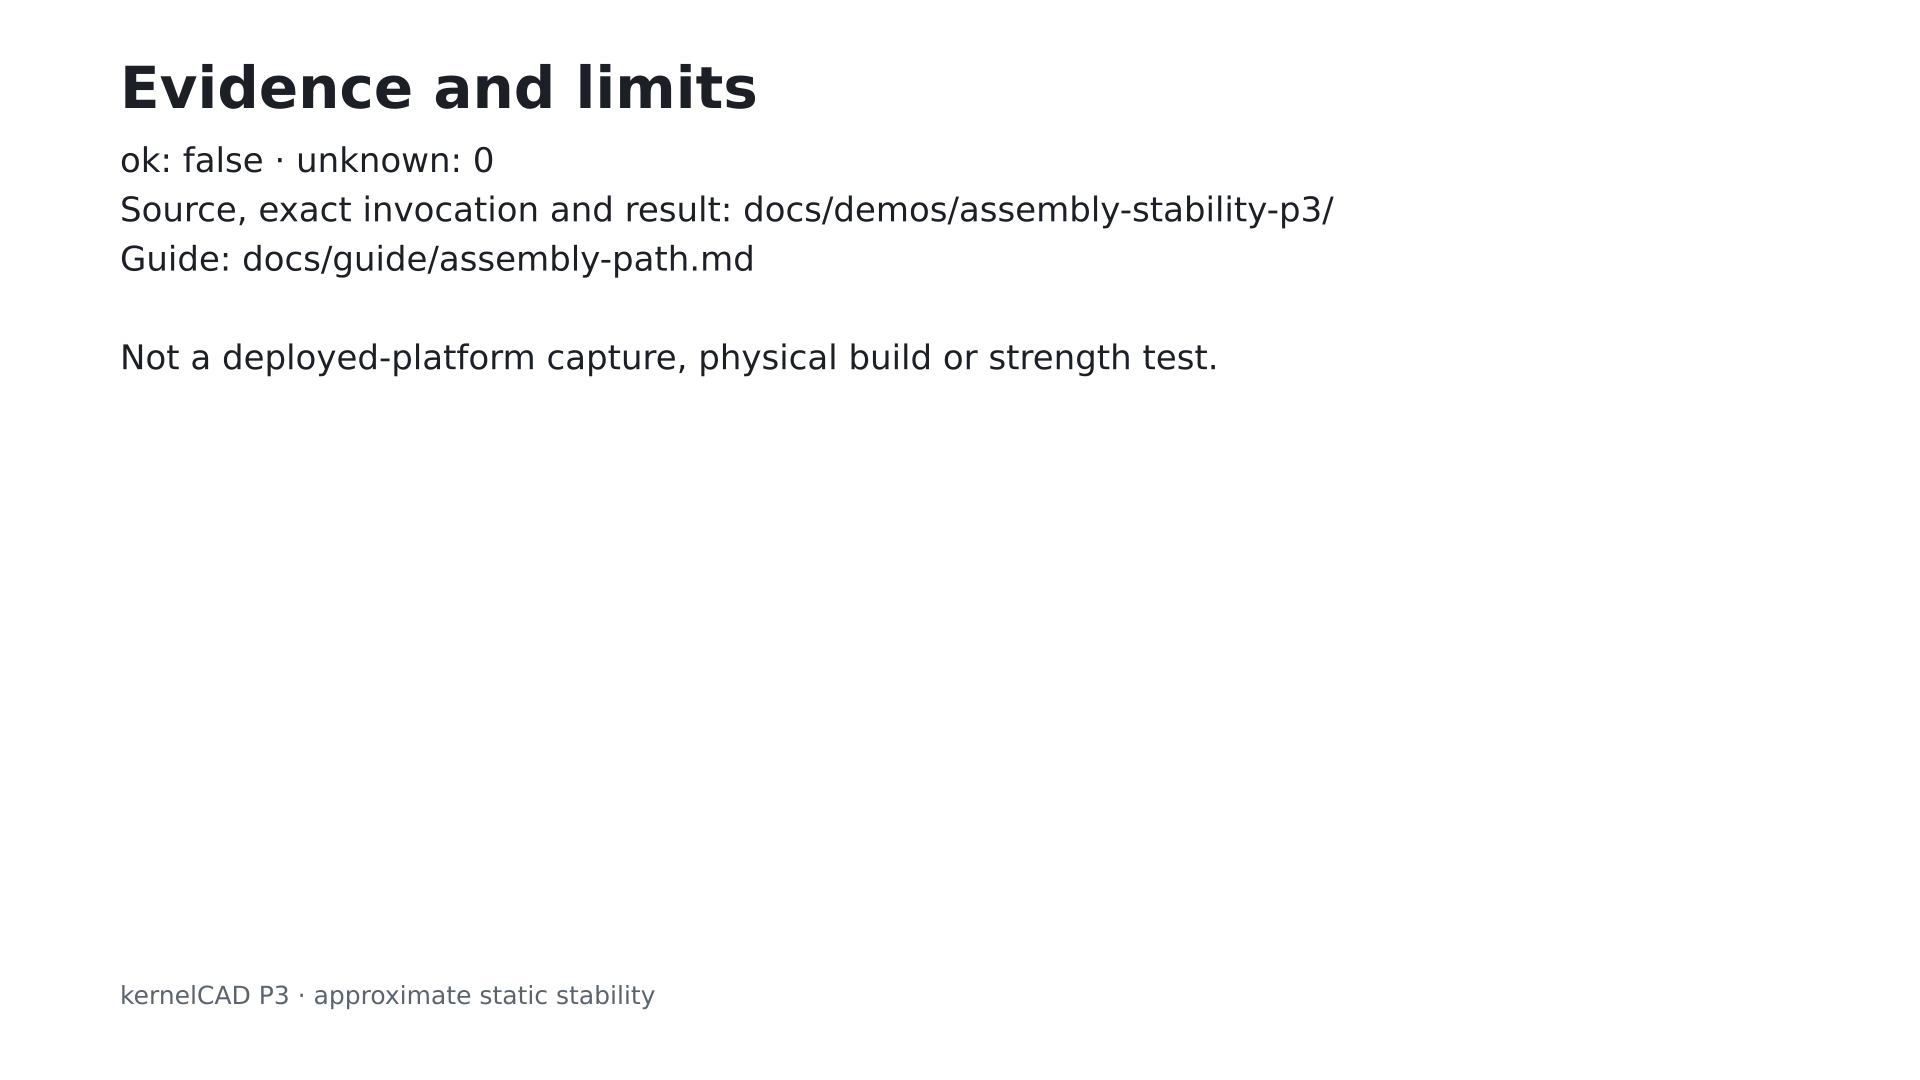 Evidence and limits
ok: false · unknown: 0
Source, exact invocation and result: docs/demos/assembly-stability-p3/
Guide: docs/guide/assembly-path.md
Not a deployed-platform capture, physical build or strength test.
kernelCAD P3 · approximate static stability